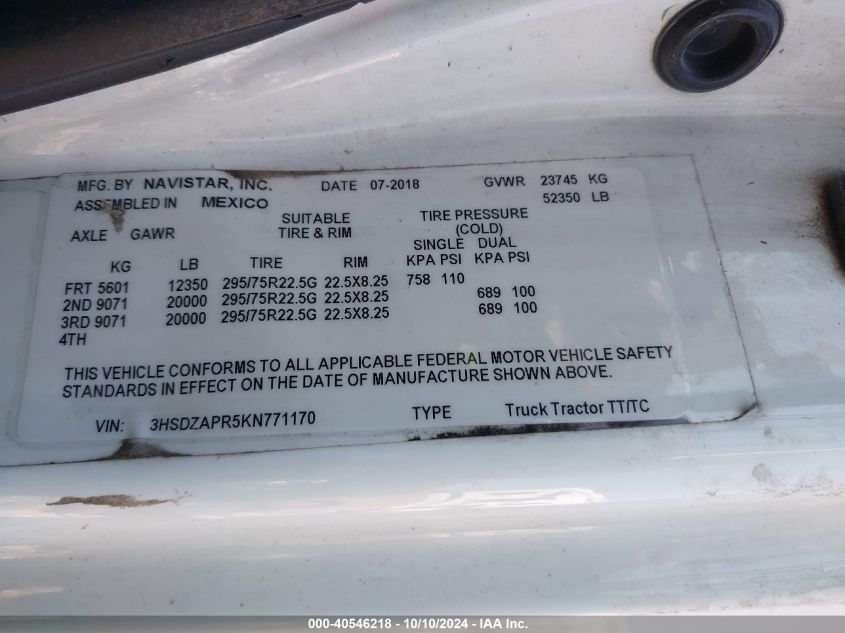 MFG. BY NAVISTAR, INC. DATE 07-2018 GVWR 23745 KG
ASSEMBLED IN MEXICO 52350 LB
SUITABLE TIRE PRESSURE
AXLE GAWR TIRE & RIM (COLD)
SINGLE DUAL
KG LB TIRE RIM KPA PSI KPA PSI
FRT 5601 12350 295/75R22.5G 22.5X8.25 758 110
2ND 9071 20000 295/75R22.5G 22.5X8.25 689 100
3RD 9071 20000 295/75R22.5G 22.5X8.25 689 100
4TH
THIS VEHICLE CONFORMS TO ALL APPLICABLE FEDERAL MOTOR VEHICLE SAFETY
STANDARDS IN EFFECT ON THE DATE OF MANUFACTURE SHOWN ABOVE.
VIN: 3HSDZAPR5KN771170 TYPE Truck Tractor TT/TC
000-40546218 - 10/10/2024 - IAA Inc.